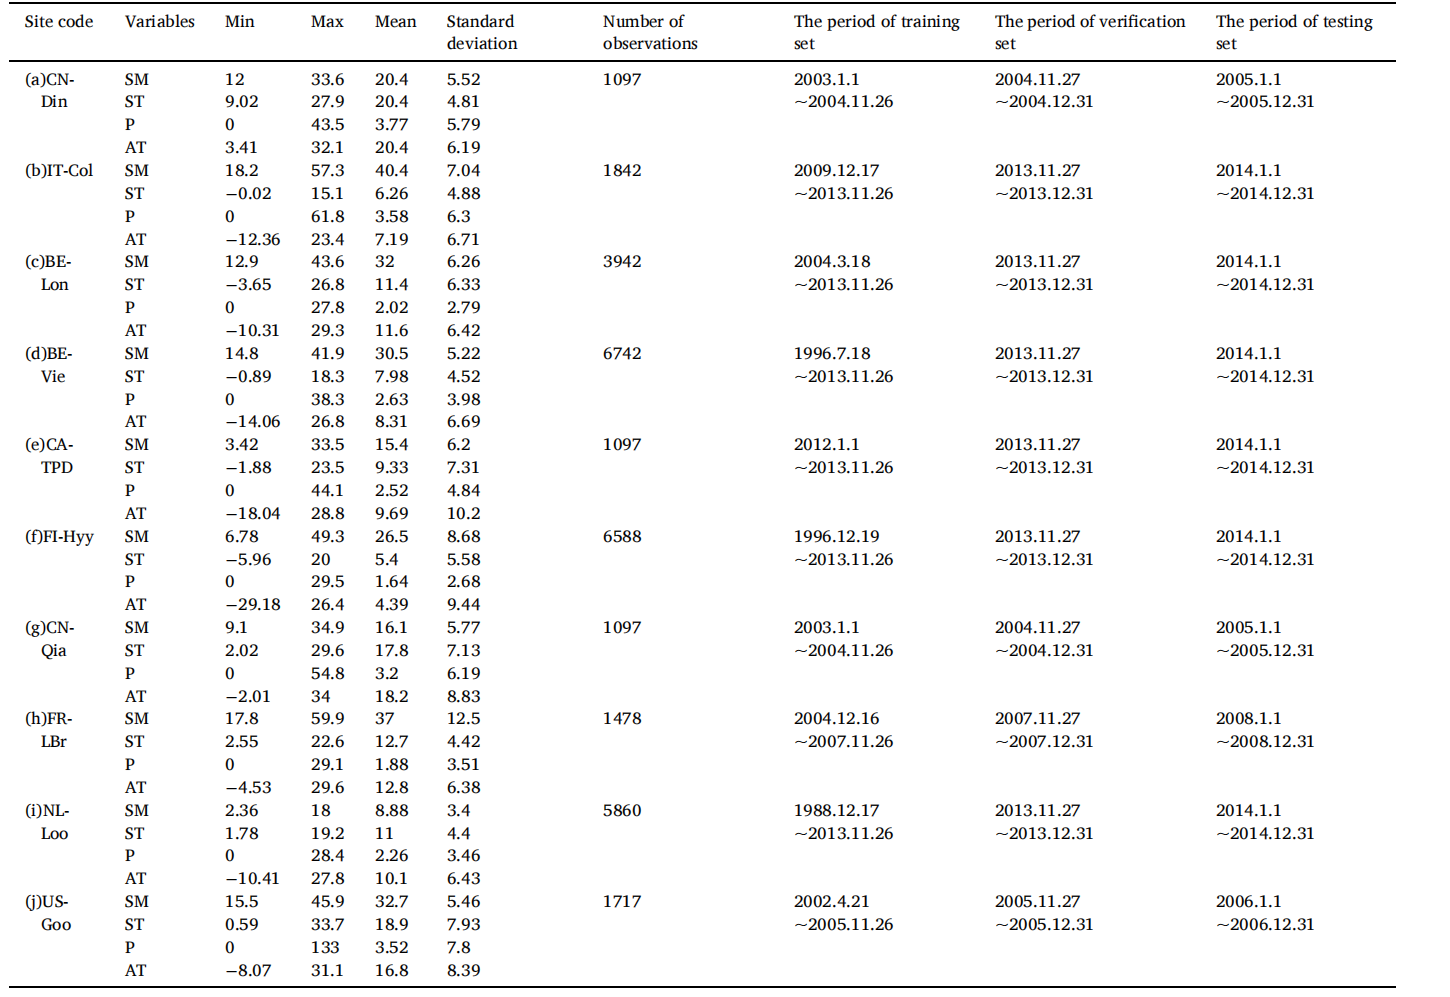 Site code Variables Min Max Mean Standard deviation Number of observations The period of training set The period of verification set The period of testing set
(a)CN-Din SM 12 33.6 20.4 5.52 1097 2003.1.1 2004.11.27 2005.1.1
ST 9.02 27.9 20.4 4.81 ~2004.11.26 ~2004.12.31 ~2005.12.31
P 0 43.5 3.77 5.79
AT 3.41 32.1 20.4 6.19
(b)IT-Col SM 18.2 57.3 40.4 7.04 1842 2009.12.17 2013.11.27 2014.1.1
ST −0.02 15.1 6.26 4.88 ~2013.11.26 ~2013.12.31 ~2014.12.31
P 0 61.8 3.58 6.3
AT −12.36 23.4 7.19 6.71
(c)BE-Lon SM 12.9 43.6 32 6.26 3942 2004.3.18 2013.11.27 2014.1.1
ST −3.65 26.8 11.4 6.33 ~2013.11.26 ~2013.12.31 ~2014.12.31
P 0 27.8 2.02 2.79
AT −10.31 29.3 11.6 6.42
(d)BE-Vie SM 14.8 41.9 30.5 5.22 6742 1996.7.18 2013.11.27 2014.1.1
ST −0.89 18.3 7.98 4.52 ~2013.11.26 ~2013.12.31 ~2014.12.31
P 0 38.3 2.63 3.98
AT −14.06 26.8 8.31 6.69
(e)CA-TPD SM 3.42 33.5 15.4 6.2 1097 2012.1.1 2013.11.27 2014.1.1
ST −1.88 23.5 9.33 7.31 ~2013.11.26 ~2013.12.31 ~2014.12.31
P 0 44.1 2.52 4.84
AT −18.04 28.8 9.69 10.2
(f)FI-Hyy SM 6.78 49.3 26.5 8.68 6588 1996.12.19 2013.11.27 2014.1.1
ST −5.96 20 5.4 5.58 ~2013.11.26 ~2013.12.31 ~2014.12.31
P 0 29.5 1.64 2.68
AT −29.18 26.4 4.39 9.44
(g)CN-Qia SM 9.1 34.9 16.1 5.77 1097 2003.1.1 2004.11.27 2005.1.1
ST 2.02 29.6 17.8 7.13 ~2004.11.26 ~2004.12.31 ~2005.12.31
P 0 54.8 3.2 6.19
AT −2.01 34 18.2 8.83
(h)FR-LBr SM 17.8 59.9 37 12.5 1478 2004.12.16 2007.11.27 2008.1.1
ST 2.55 22.6 12.7 4.42 ~2007.11.26 ~2007.12.31 ~2008.12.31
P 0 29.1 1.88 3.51
AT −4.53 29.6 12.8 6.38
(i)NL-Loo SM 2.36 18 8.88 3.4 5860 1988.12.17 2013.11.27 2014.1.1
ST 1.78 19.2 11 4.4 ~2013.11.26 ~2013.12.31 ~2014.12.31
P 0 28.4 2.26 3.46
AT −10.41 27.8 10.1 6.43
(j)US-Goo SM 15.5 45.9 32.7 5.46 1717 2002.4.21 2005.11.27 2006.1.1
ST 0.59 33.7 18.9 7.93 ~2005.11.26 ~2005.12.31 ~2006.12.31
P 0 133 3.52 7.8
AT −8.07 31.1 16.8 8.39